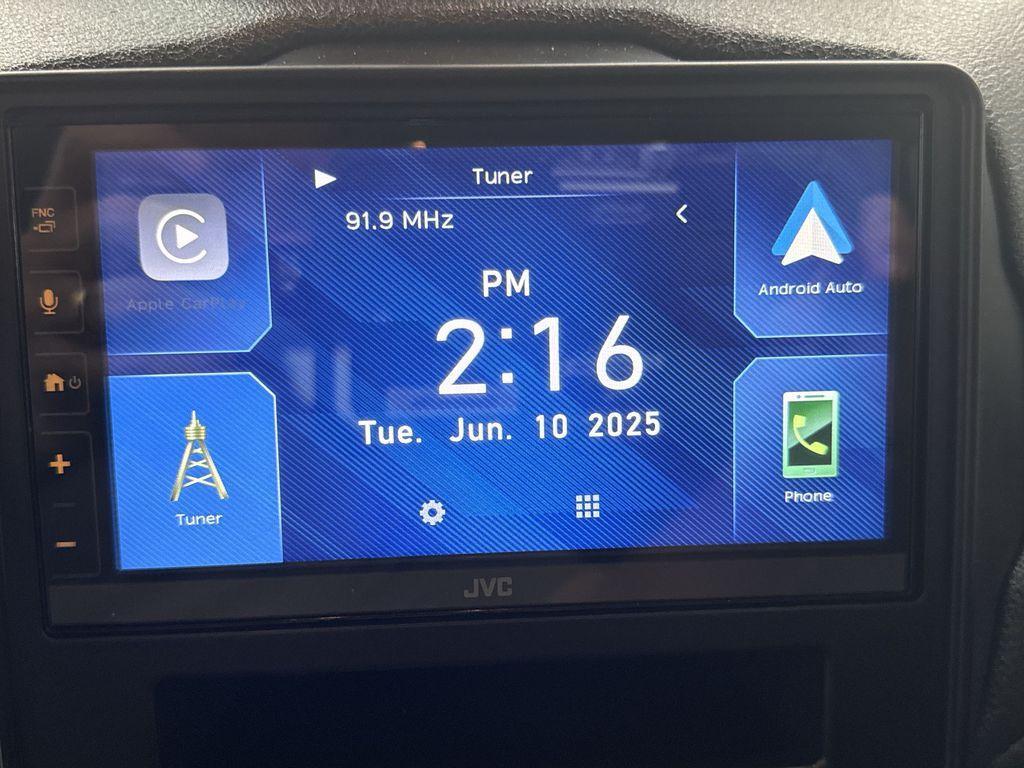 FNC
Apple CarPlay
Tuner
91.9 MHz
PM
2:16
Tue. Jun. 10 2025
Android Auto
Tuner
Phone
JVC